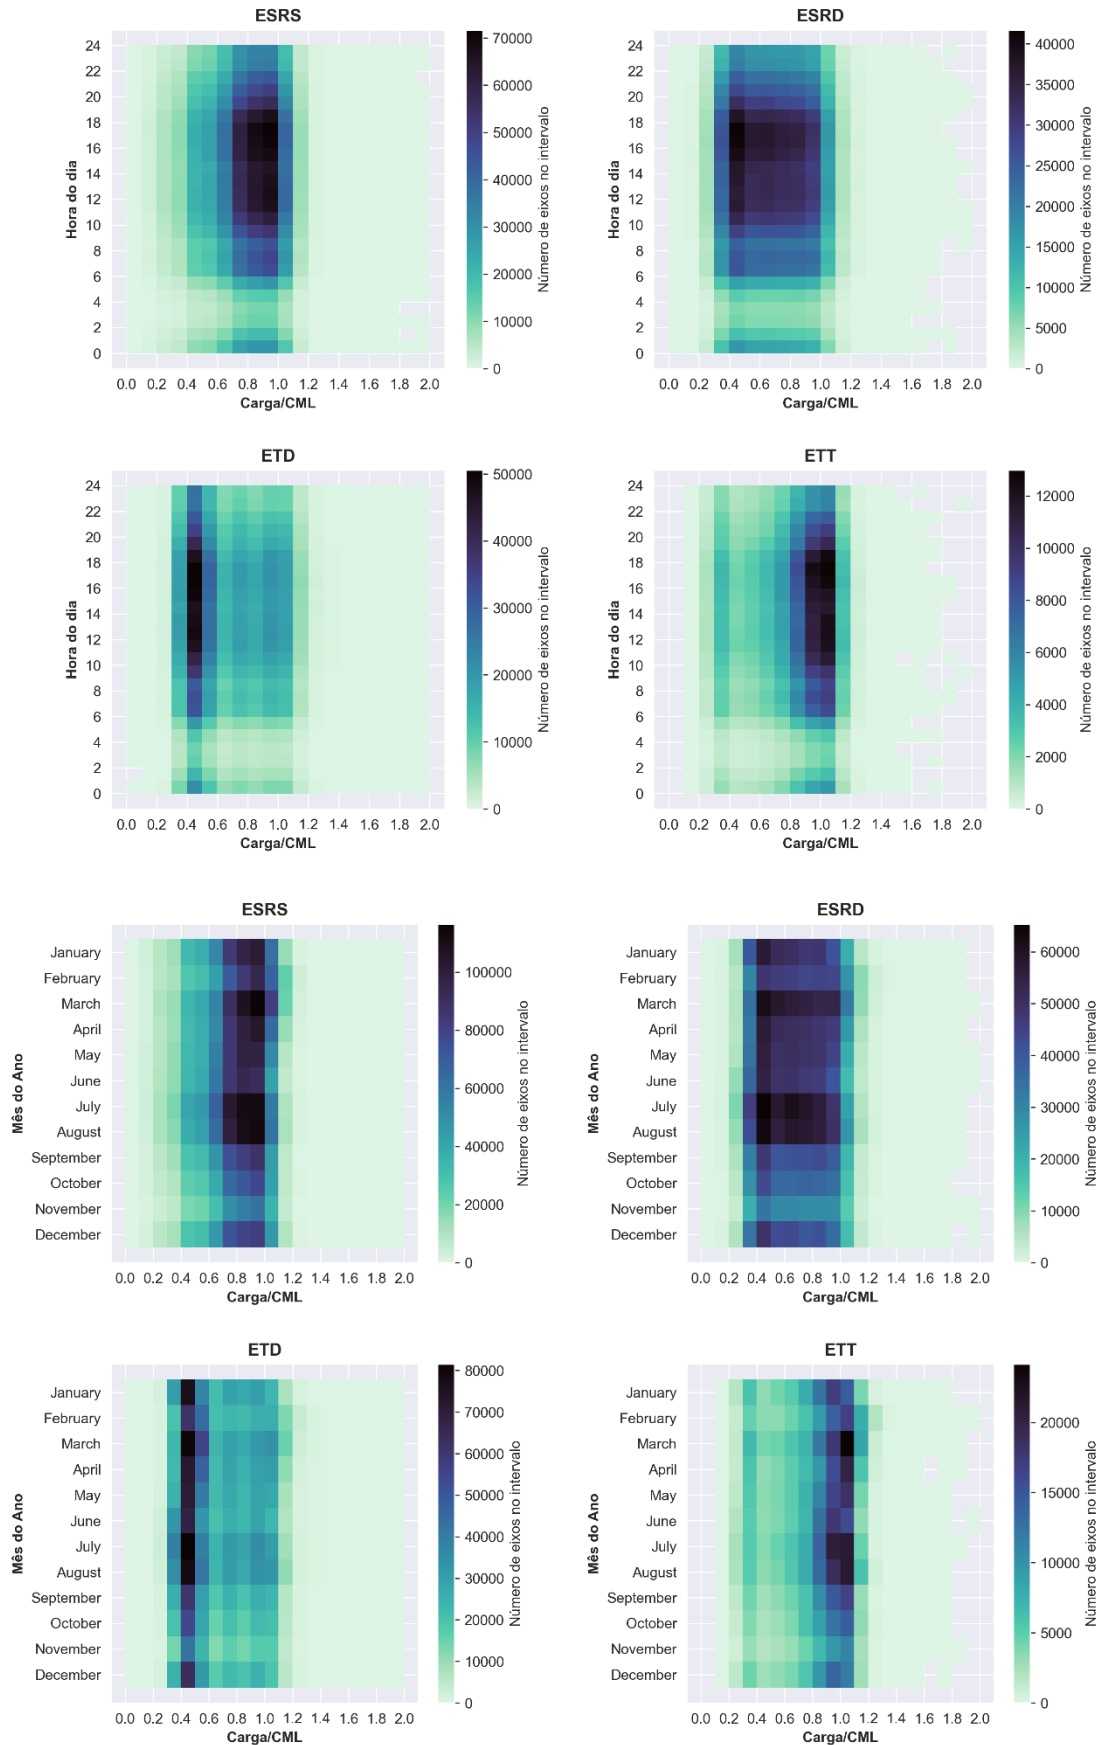 ESRS
24
22
20
18
16
14
12
10
8
6
4
2
0
Hora do dia
0.0 0.2 0.4 0.6 0.8 1.0 1.2 1.4 1.6 1.8 2.0
Carga/CML
70000
60000
50000
40000
30000
20000
10000
0
Número de eixos no intervalo
ESRD
24
22
20
18
16
14
12
10
8
6
4
2
0
Hora do dia
0.0 0.2 0.4 0.6 0.8 1.0 1.2 1.4 1.6 1.8 2.0
Carga/CML
40000
35000
30000
25000
20000
15000
10000
5000
0
Número de eixos no intervalo
ETD
24
22
20
18
16
14
12
10
8
6
4
2
0
Hora do dia
0.0 0.2 0.4 0.6 0.8 1.0 1.2 1.4 1.6 1.8 2.0
Carga/CML
50000
40000
30000
20000
10000
0
Número de eixos no intervalo
ETT
24
22
20
18
16
14
12
10
8
6
4
2
0
Hora do dia
0.0 0.2 0.4 0.6 0.8 1.0 1.2 1.4 1.6 1.8 2.0
Carga/CML
12000
10000
8000
6000
4000
2000
0
Número de eixos no intervalo
ESRS
January
February
March
April
May
June
July
August
September
October
November
December
Mês do Ano
0.0 0.2 0.4 0.6 0.8 1.0 1.2 1.4 1.6 1.8 2.0
Carga/CML
100000
80000
60000
40000
20000
0
Número de eixos no intervalo
ESRD
January
February
March
April
May
June
July
August
September
October
November
December
Mês do Ano
0.0 0.2 0.4 0.6 0.8 1.0 1.2 1.4 1.6 1.8 2.0
Carga/CML
60000
50000
40000
30000
20000
10000
0
Número de eixos no intervalo
ETD
January
February
March
April
May
June
July
August
September
October
November
December
Mês do Ano
0.0 0.2 0.4 0.6 0.8 1.0 1.2 1.4 1.6 1.8 2.0
Carga/CML
80000
70000
60000
50000
40000
30000
20000
10000
0
Número de eixos no intervalo
ETT
January
February
March
April
May
June
July
August
September
October
November
December
Mês do Ano
0.0 0.2 0.4 0.6 0.8 1.0 1.2 1.4 1.6 1.8 2.0
Carga/CML
20000
15000
10000
5000
0
Número de eixos no intervalo